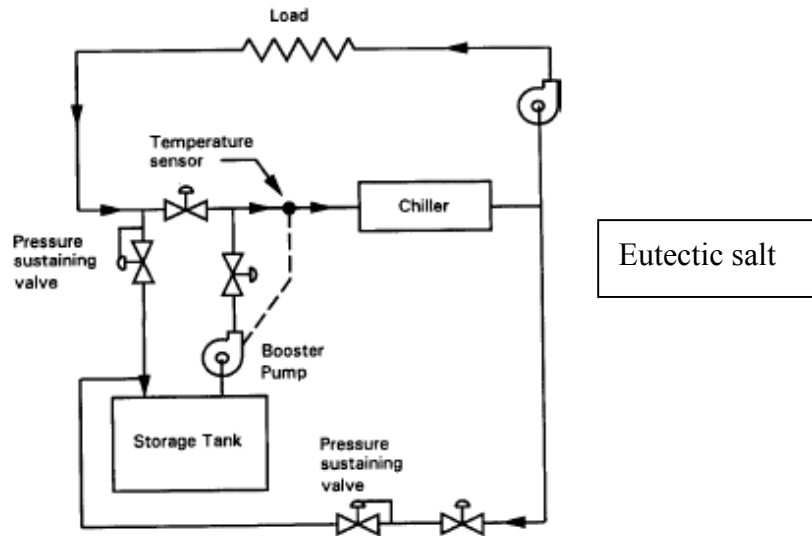 Load
Temperature
sensor
Chiller
Eutectic salt
Pressure
sustaining
valve
Booster
Pump
Storage Tank
Pressure
sustaining
valve